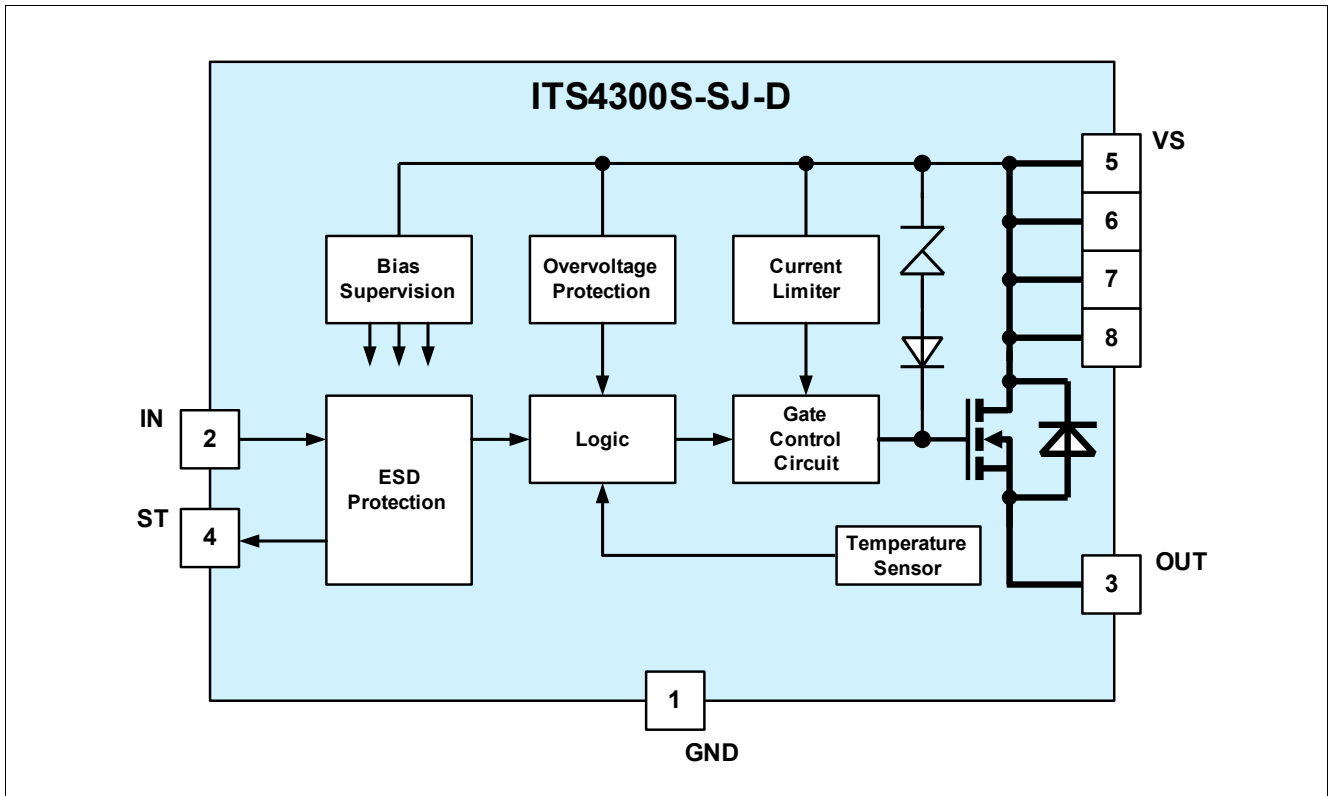 ITS4300S-SJ-D
VS
5
6
7
8
Bias
Supervision
Overvoltage
Protection
Current
Limiter
IN
2
ST
4
ESD
Protection
Logic
Gate
Control
Circuit
Temperature
Sensor
3
OUT
1
GND